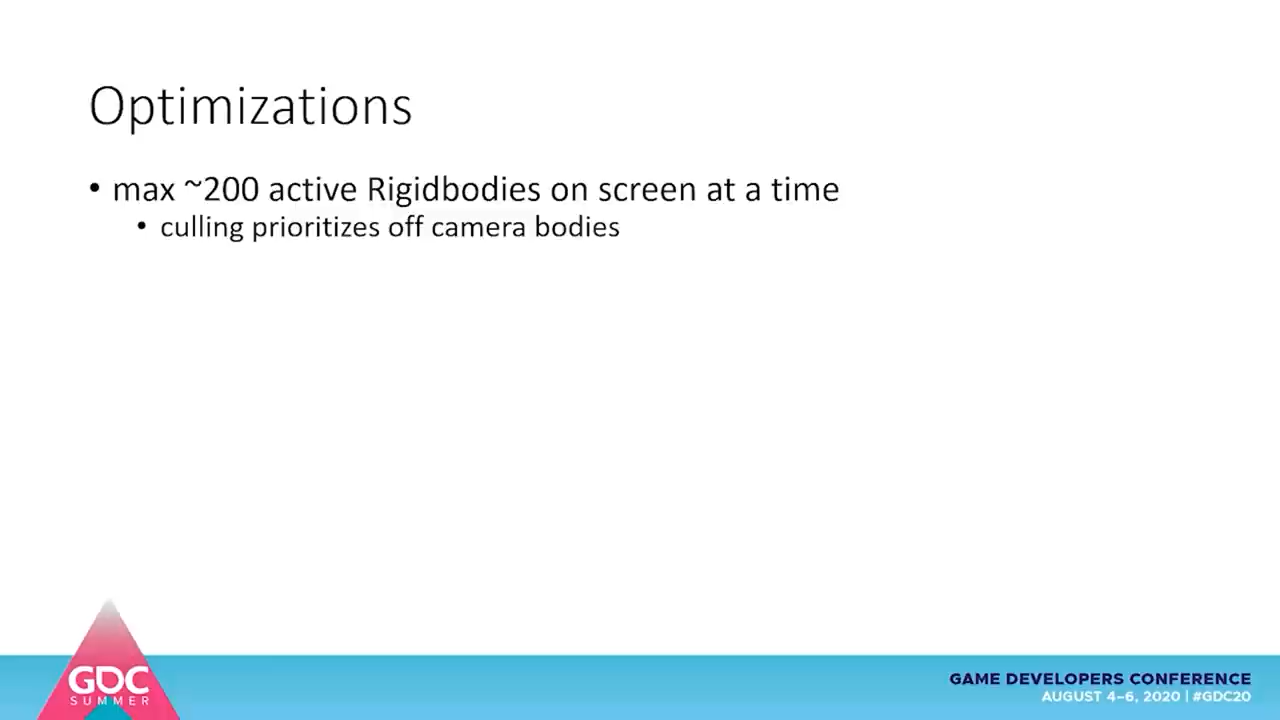 Optimizations
• max ~200 active Rigidbodies on screen at a time
• culling prioritizes off camera bodies
GDC
SUMMER
GAME DEVELOPERS CONFERENCE
AUGUST 4–6, 2020 | #GDC20